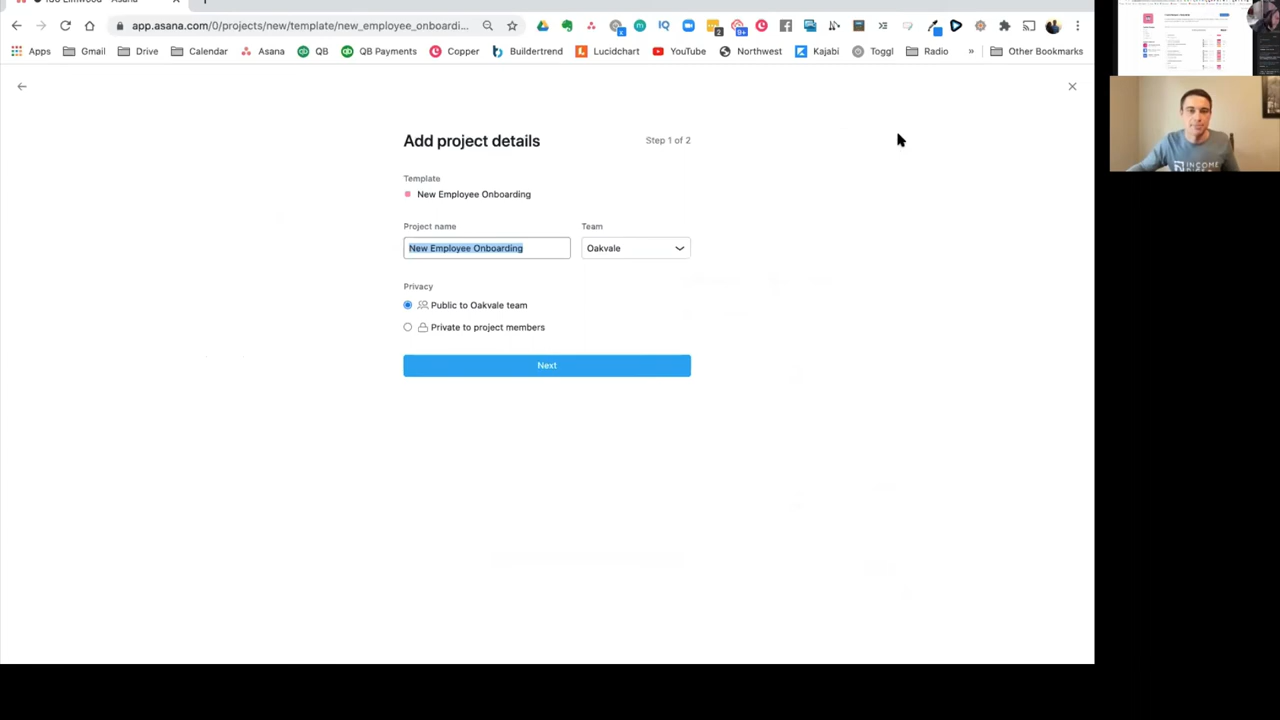 app.asana.com/0/projects/new/template/new_employee_onboardi.
Apps Gmail Drive Calendar Asana QB QB Payments Copper Biddertrend Lucidchart YouTube Northwest Kajabi Toggl Radio » Other Bookmarks
Add project details
Step 1 of 2
Template
New Employee Onboarding
Project name
Team
New Employee Onboarding
Oakvale
Privacy
Public to Oakvale team
Private to project members
Next
INCOME